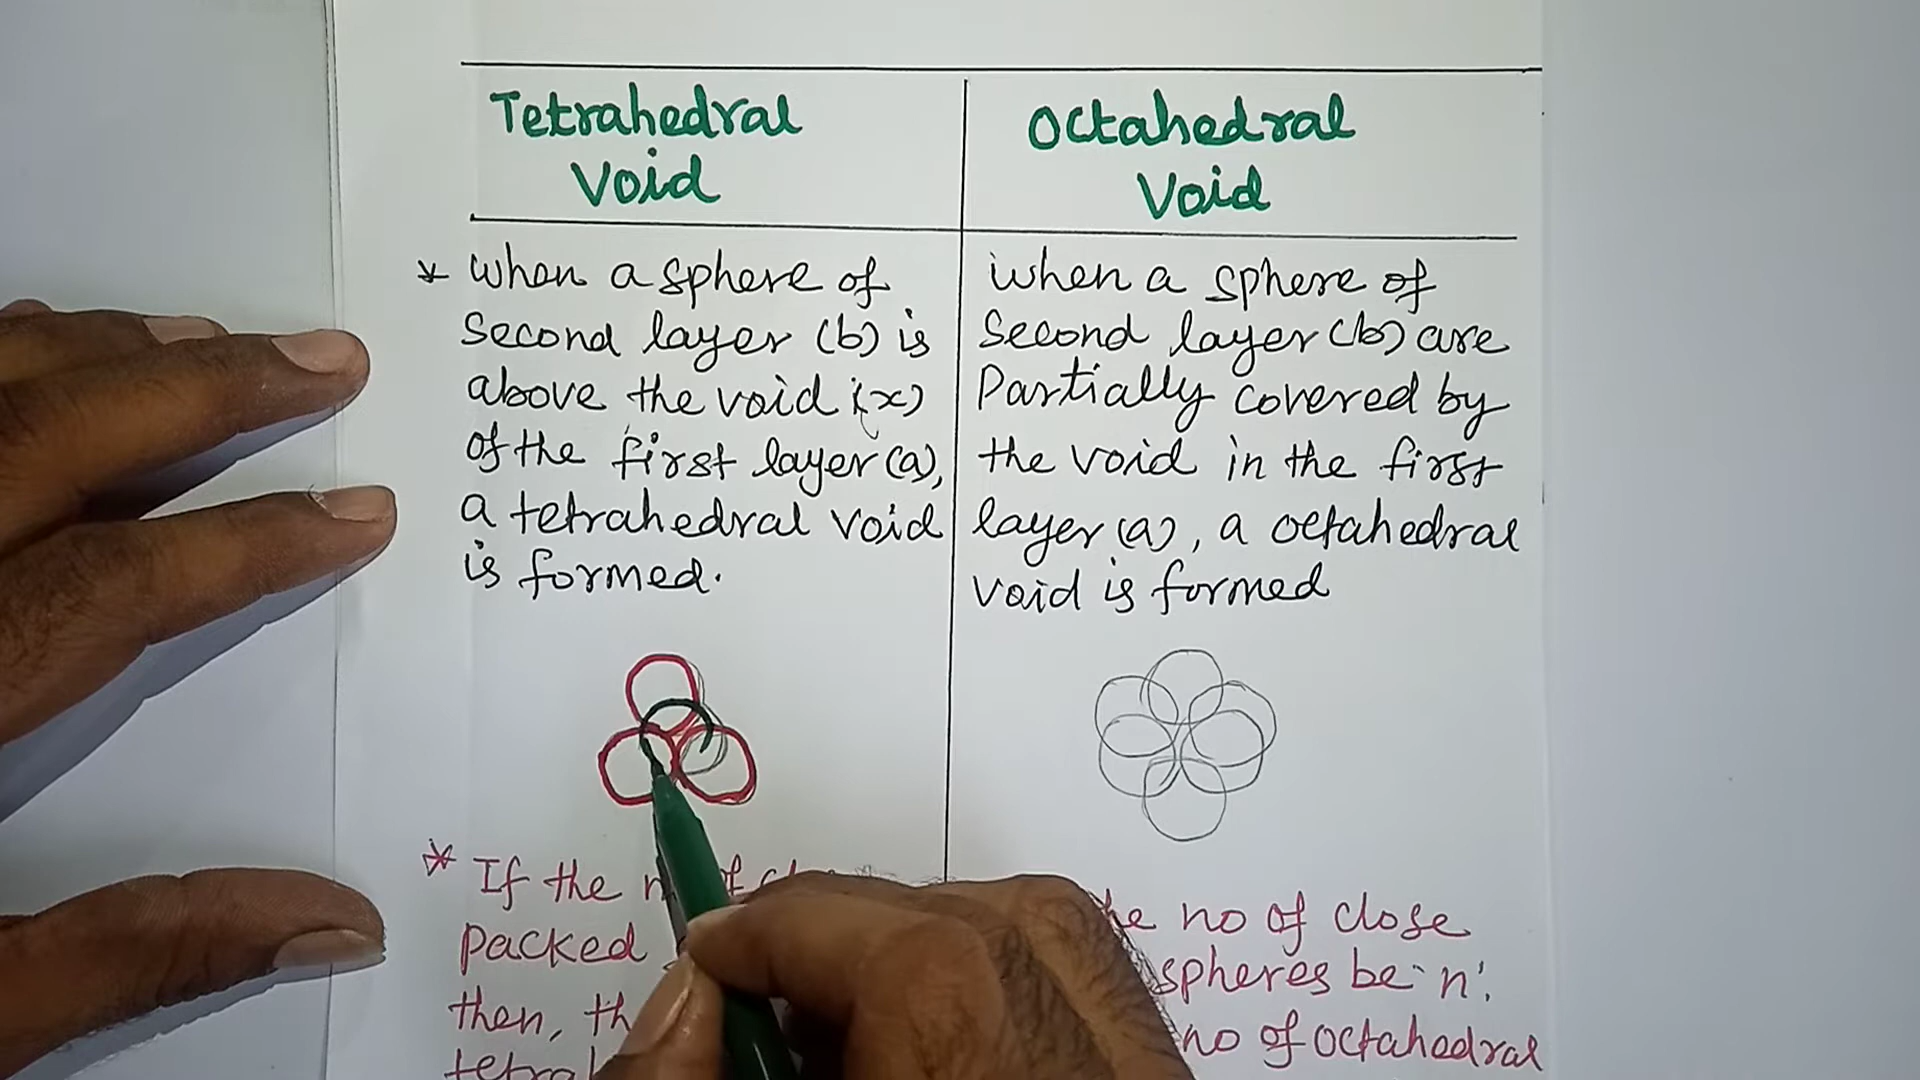 Tetrahedral
Void
* When a sphere of
second layer (b) is
above the void (x)
of the first layer (a),
a tetrahedral void
is formed.
* If the
packed
then,
Octahedral
Void
when a sphere of
Second layer (b) are
Partially covered by
the void in the first
layer (a), a octahedral
void is formed
no of close
spheres be 'n'.
no of octahedral